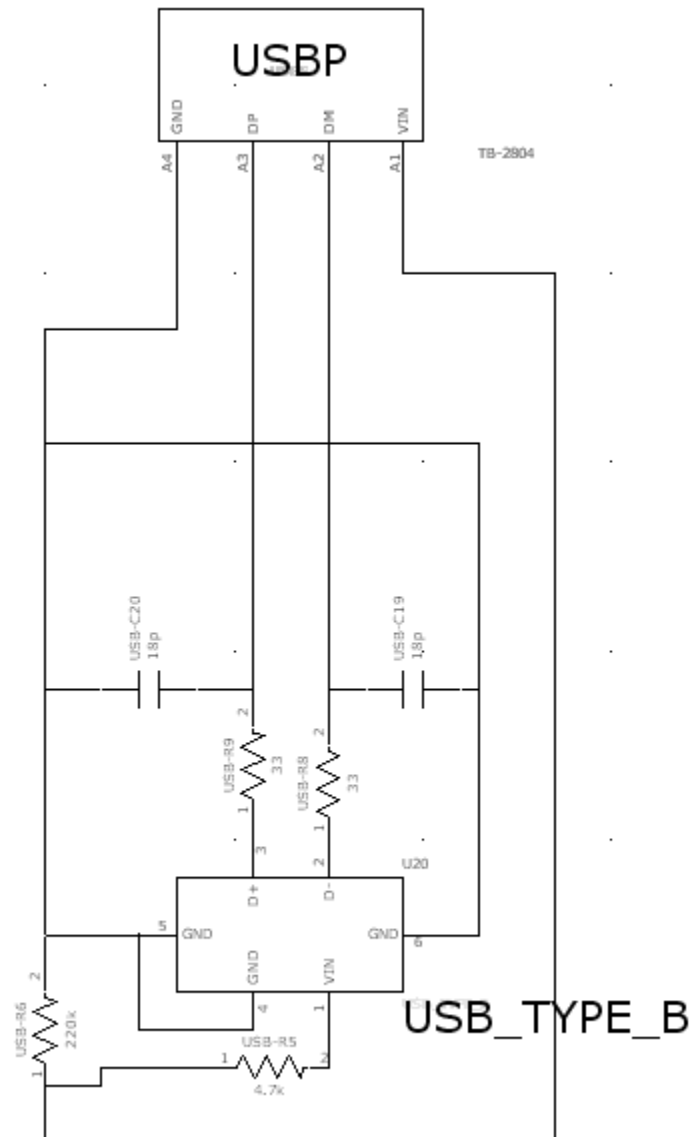 USBP
GND
DP
DM
VIN
A4
A3
A2
A1
TB-2804
USB-C20
18p
USB-C19
18p
2
USB-R9
33
1
2
USB-R8
33
1
3
2
U20
D+
D-
5
GND
GND
6
GND
VIN
4
1
USB_TYPE_B
2
USB-R6
220k
1
USB-R5
1
2
4.7k